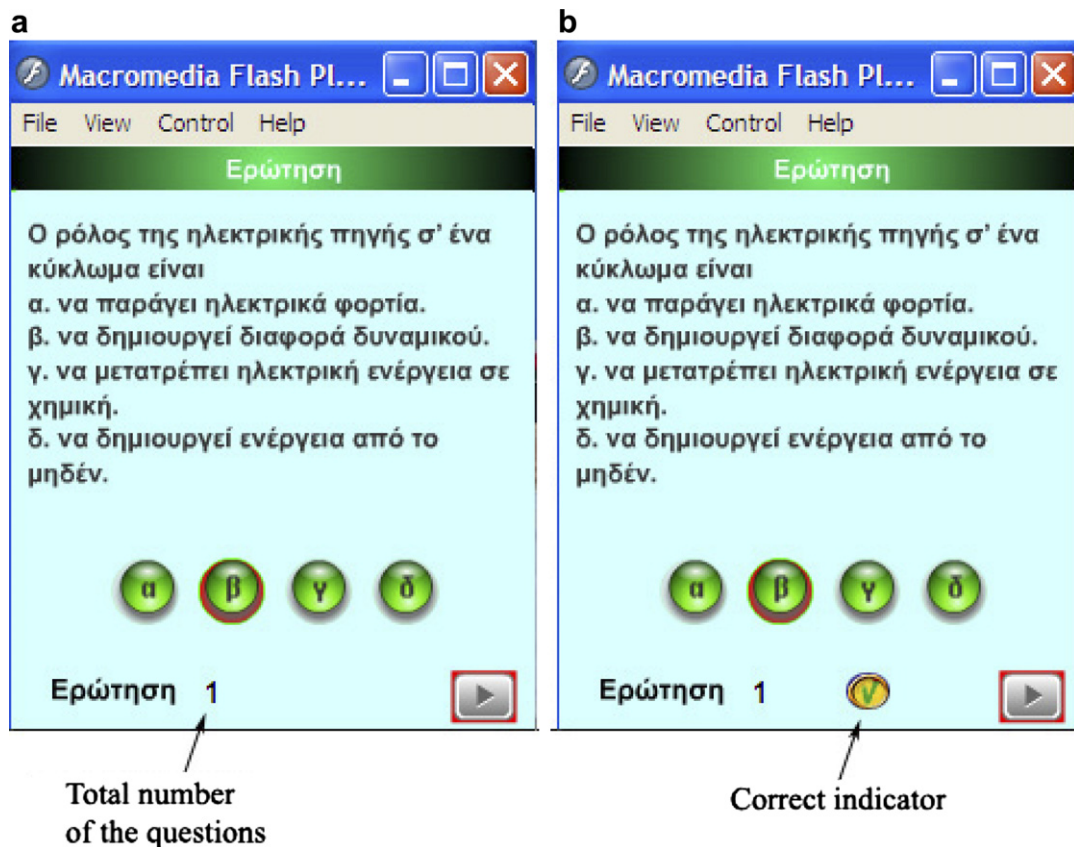 a
Macromedia Flash Pl...
File View Control Help
Ερώτηση
Ο ρόλος της ηλεκτρικής πηγής σ' ένα
κύκλωμα είναι
α. να παράγει ηλεκτρικά φορτία.
β. να δημιουργεί διαφορά δυναμικού.
γ. να μετατρέπει ηλεκτρική ενέργεια σε
χημική.
δ. να δημιουργεί ενέργεια από το
μηδέν.
α β γ δ
Ερώτηση 1
Total number
of the questions
b
Macromedia Flash Pl...
File View Control Help
Ερώτηση
Ο ρόλος της ηλεκτρικής πηγής σ' ένα
κύκλωμα είναι
α. να παράγει ηλεκτρικά φορτία.
β. να δημιουργεί διαφορά δυναμικού.
γ. να μετατρέπει ηλεκτρική ενέργεια σε
χημική.
δ. να δημιουργεί ενέργεια από το
μηδέν.
α β γ δ
Ερώτηση 1
Correct indicator